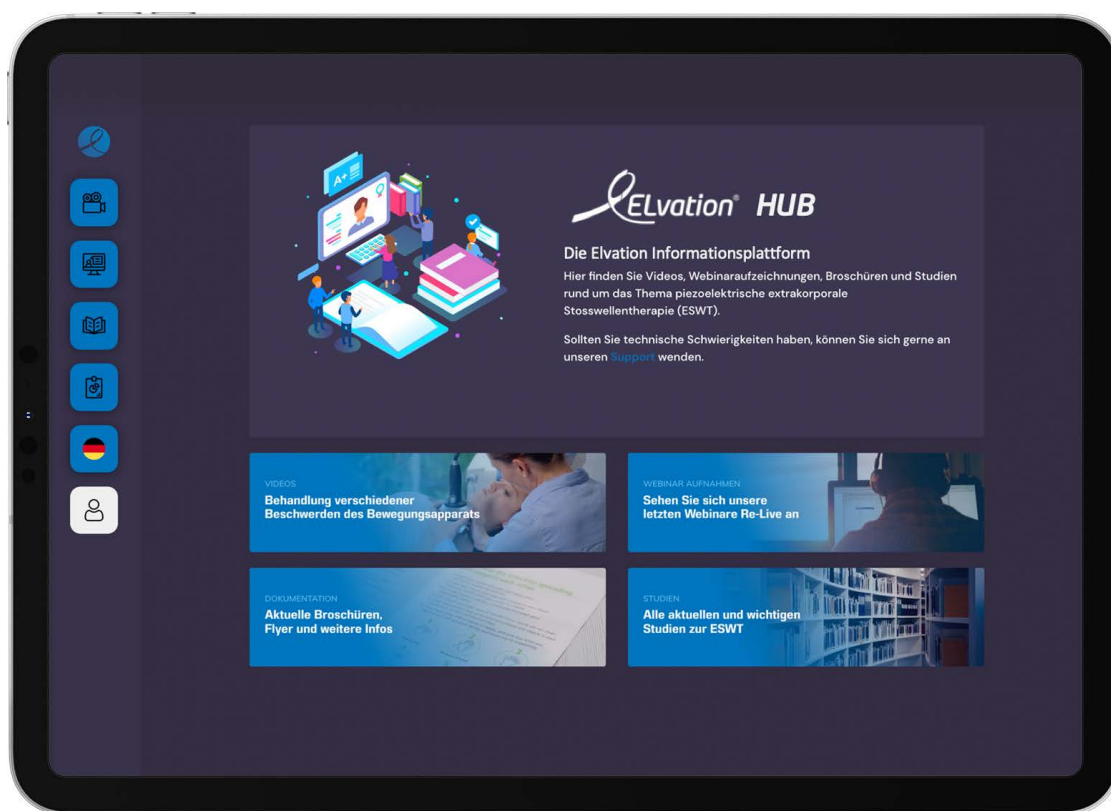 A+
ELvation® HUB
Die Elvation Informationsplattform
Hier finden Sie Videos, Webinaraufzeichnungen, Broschüren und Studien
rund um das Thema piezoelektrische extrakorporale
Stosswellentherapie (ESWT).
Sollten Sie technische Schwierigkeiten haben, können Sie sich gerne an
unseren Support wenden.
VIDEOS
Behandlung verschiedener
Beschwerden des Bewegungsapparats
WEBINAR AUFNAHMEN
Sehen Sie sich unsere
letzten Webinare Re-Live an
DOKUMENTATION
Aktuelle Broschüren,
Flyer und weitere Infos
STUDIEN
Alle aktuellen und wichtigen
Studien zur ESWT